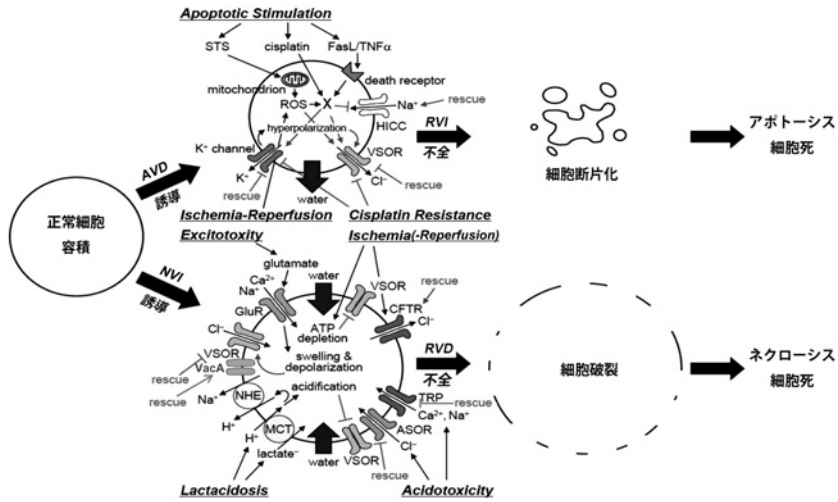 Apoptotic Stimulation
STS
cisplatin
FasL/TNFα
death receptor
mitochondrion
ROS
X
Na⁺
rescue
HICC
hyperpolarization
K⁺ channel
VSOR
K⁺
Cl⁻
rescue
rescue
water
RVI
不全
細胞断片化
アポトーシス
細胞死
AVD
誘導
正常細胞
容積
NVI
誘導
Ischemia-Reperfusion
Cisplatin Resistance
Excitotoxity
Ischemia(-Reperfusion)
glutamate
water
Ca²⁺
Na⁺
VSOR
rescue
GluR
CFTR
Cl⁻
Cl⁻
ATP
depletion
VSOR
swelling &
depolarization
rescue
VacA
rescue
acidification
RVD
不全
細胞破裂
ネクローシス
細胞死
Na⁺
NHE
TRP
rescue
Ca²⁺, Na⁺
H⁺
MCT
ASOR
H⁺
Cl⁻
lactate⁻
water
VSOR
rescue
Lactacidosis
Acidotoxicity